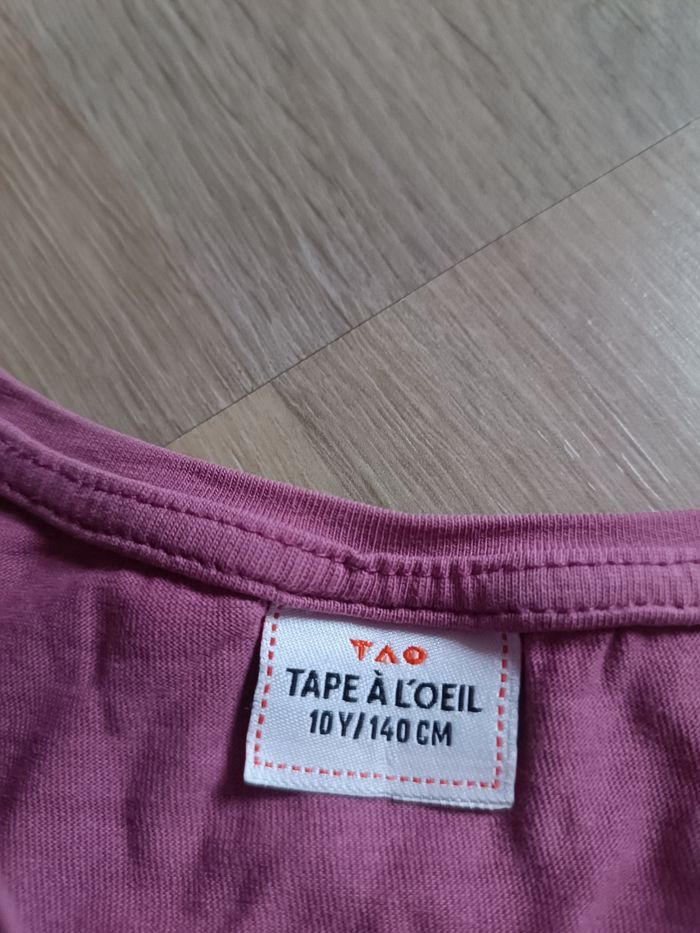 TAO
TAPE À L'OEIL
10Y/140 CM